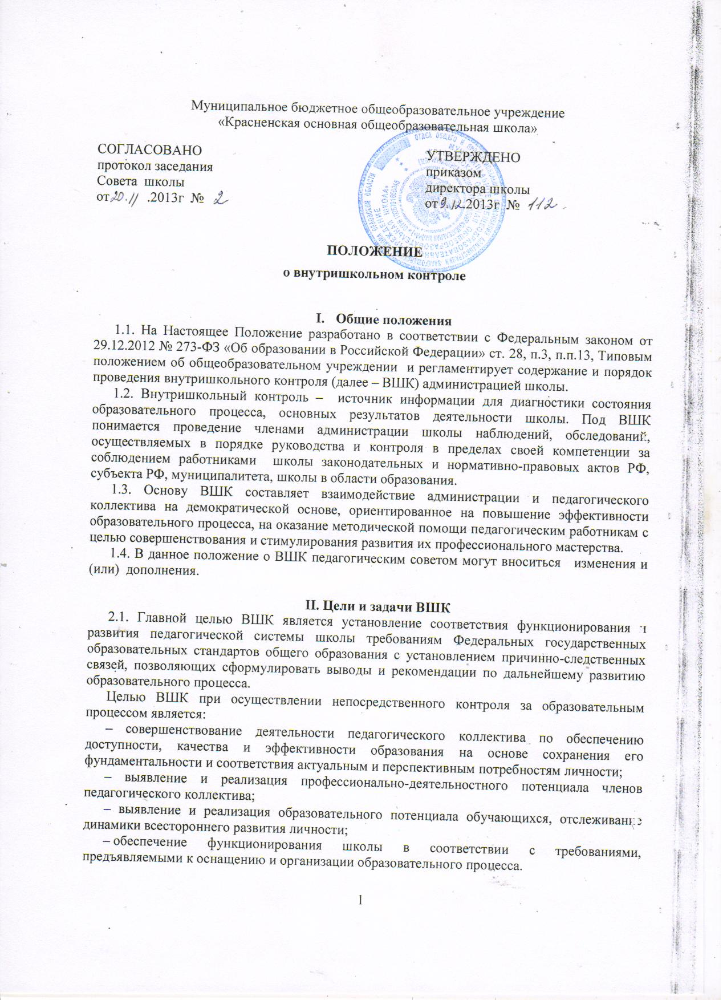 Муниципальное бюджетное общеобразовательное учреждение
«Красненская основная общеобразовательная школа»
СОГЛАСОВАНО
протокол заседания
Совета школы
от 20.11 .2013г № 2
УТВЕРЖДЕНО
приказом
директора школы
от 9.12.2013г № 112
ПОЛОЖЕНИЕ
о внутришкольном контроле
I. Общие положения
1.1. На Настоящее Положение разработано в соответствии с Федеральным законом от
29.12.2012 № 273-ФЗ «Об образовании в Российской Федерации» ст. 28, п.3, п.п.13, Типовым
положением об общеобразовательном учреждении и регламентирует содержание и порядок
проведения внутришкольного контроля (далее – ВШК) администрацией школы.
1.2. Внутришкольный контроль – источник информации для диагностики состояния
образовательного процесса, основных результатов деятельности школы. Под ВШК
понимается проведение членами администрации школы наблюдений, обследований,
осуществляемых в порядке руководства и контроля в пределах своей компетенции за
соблюдением работниками школы законодательных и нормативно-правовых актов РФ,
субъекта РФ, муниципалитета, школы в области образования.
1.3. Основу ВШК составляет взаимодействие администрации и педагогического
коллектива на демократической основе, ориентированное на повышение эффективности
образовательного процесса, на оказание методической помощи педагогическим работникам с
целью совершенствования и стимулирования развития их профессионального мастерства.
1.4. В данное положение о ВШК педагогическим советом могут вноситься изменения и
(или) дополнения.
II. Цели и задачи ВШК
2.1. Главной целью ВШК является установление соответствия функционирования и
развития педагогической системы школы требованиям Федеральных государственных
образовательных стандартов общего образования с установлением причинно-следственных
связей, позволяющих сформулировать выводы и рекомендации по дальнейшему развитию
образовательного процесса.
Целью ВШК при осуществлении непосредственного контроля за образовательным
процессом является:
– совершенствование деятельности педагогического коллектива по обеспечению
доступности, качества и эффективности образования на основе сохранения его
фундаментальности и соответствия актуальным и перспективным потребностям личности;
– выявление и реализация профессионально-деятельностного потенциала членов
педагогического коллектива;
– выявление и реализация образовательного потенциала обучающихся, отслеживание
динамики всестороннего развития личности;
– обеспечение функционирования школы в соответствии с требованиями,
предъявляемыми к оснащению и организации образовательного процесса.
1